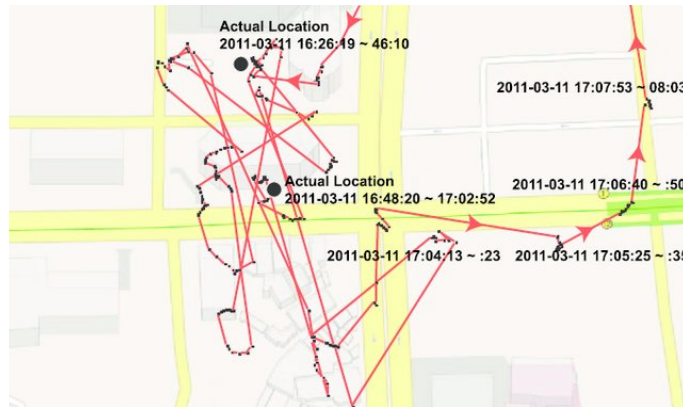 Actual Location
2011-03-11 16:26:19 ~ 46:10
2011-03-11 17:07:53 ~ 08:03
Actual Location
2011-03-11 16:48:20 ~ 17:02:52
2011-03-11 17:06:40 ~ :50
2011-03-11 17:04:13 ~ :23
2011-03-11 17:05:25 ~ :35